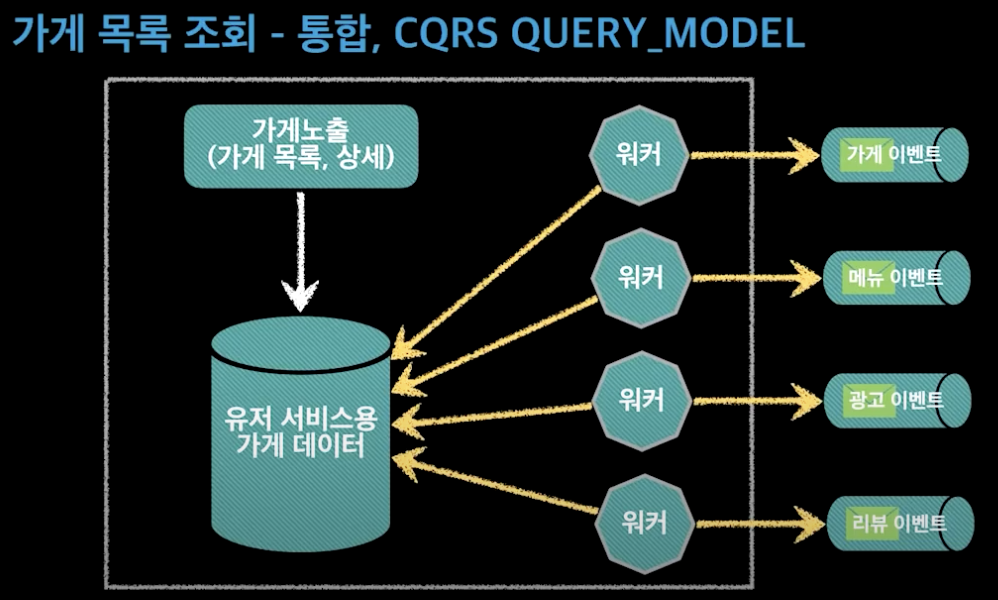 가게 목록 조회 - 통합, CQRS QUERY_MODEL
가게노출
(가게 목록, 상세)
유저 서비스용
가게 데이터
워커
가게 이벤트
워커
메뉴 이벤트
워커
광고 이벤트
워커
리뷰 이벤트